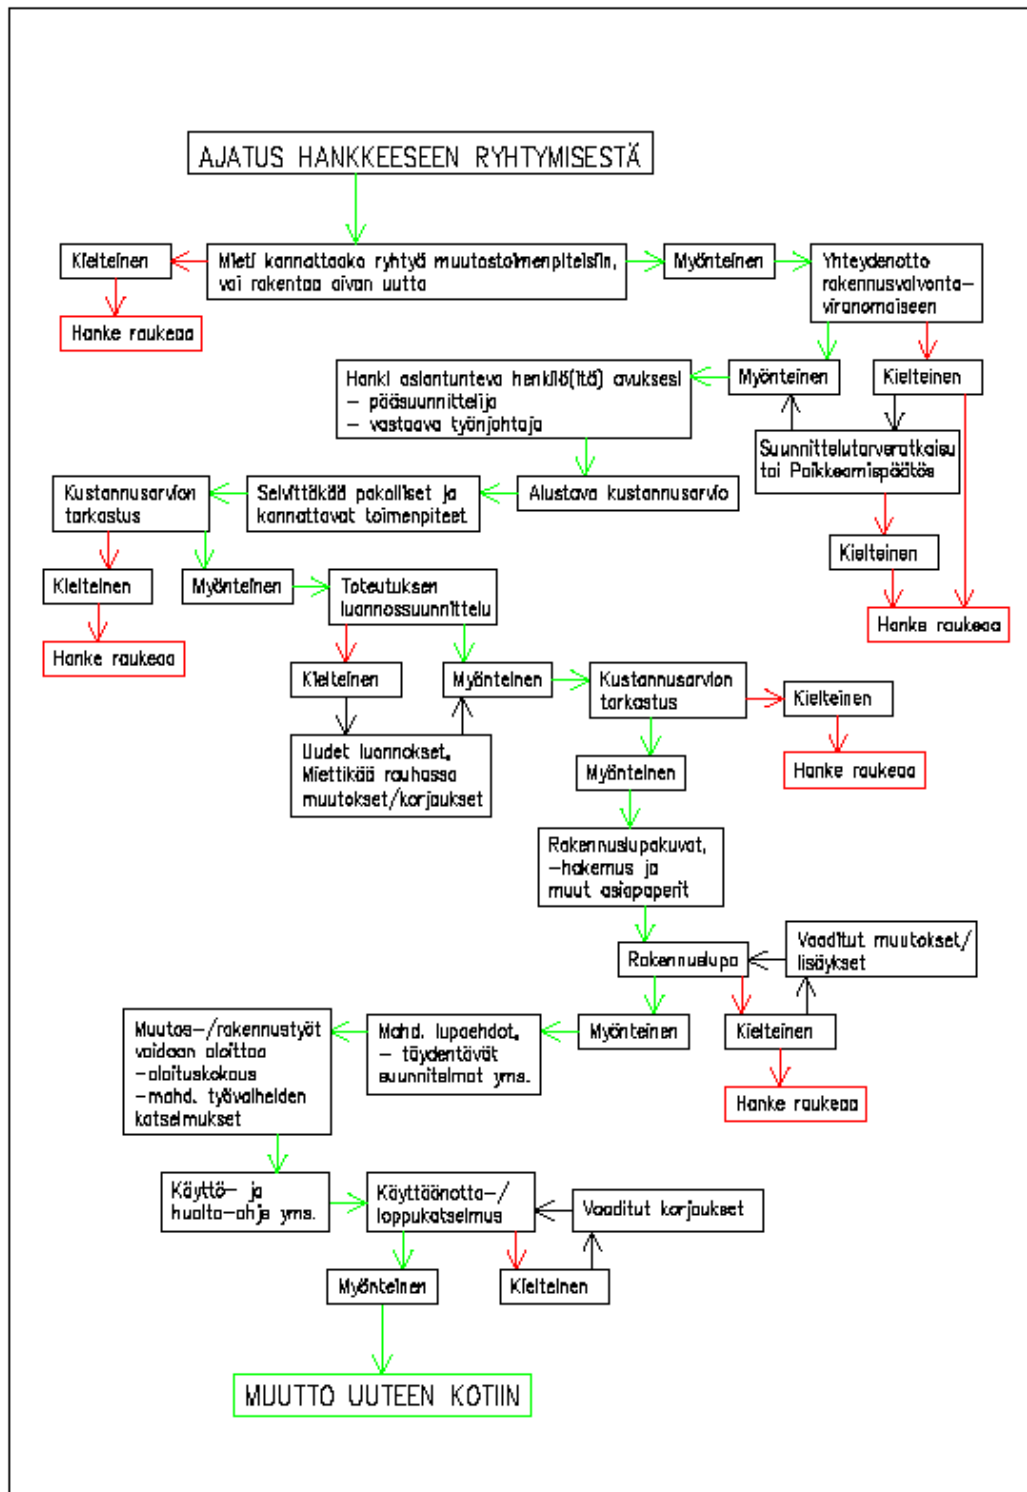 AJATUS HANKKEESEEN RYHTYMISESTÄ
Kielteinen
Mieti kannattaako ryhtyä muutostoimenpiteisiin,
vai rakentaa aivan uutta
Myönteinen
Yhteydenotto
rakennusvalvonta-
viranomaiseen
Hanke raukeaa
Hanki asiantunteva henkilö(itä) avuksesi
- pääsuunnittelija
- vastaava työnjohtaja
Myönteinen
Kielteinen
Suunnittelutarveratkaisu
tai Poikkeamispäätös
Kustannusarvion
tarkastus
Selvittäkää pakolliset ja
kannattavat toimenpiteet
Alustava kustannusarvio
Kielteinen
Kielteinen
Myönteinen
Toteutuksen
luonnossuunnittelu
Hanke raukeaa
Hanke raukeaa
Kielteinen
Myönteinen
Kustannusarvion
tarkastus
Kielteinen
Uudet luonnokset.
Miettikää rauhassa
muutokset/korjaukset
Myönteinen
Hanke raukeaa
Rakennuslupakuvat,
-hakemus ja
muut asiapaperit
Rakennuslupa
Vaaditut muutokset/
lisäykset
Muutos-/rakennustyöt
voidaan aloittaa
-aloituskokous
-mahd. työvaiheiden
katselmukset
Mahd. lupaehdot,
- täydentävät
suunnitelmat yms.
Myönteinen
Kielteinen
Hanke raukeaa
Käyttö- ja
huolto-ohje yms.
Käyttöönotto-/
loppukatselmus
Vaaditut korjaukset
Myönteinen
Kielteinen
MUUTTO UUTEEN KOTIIN